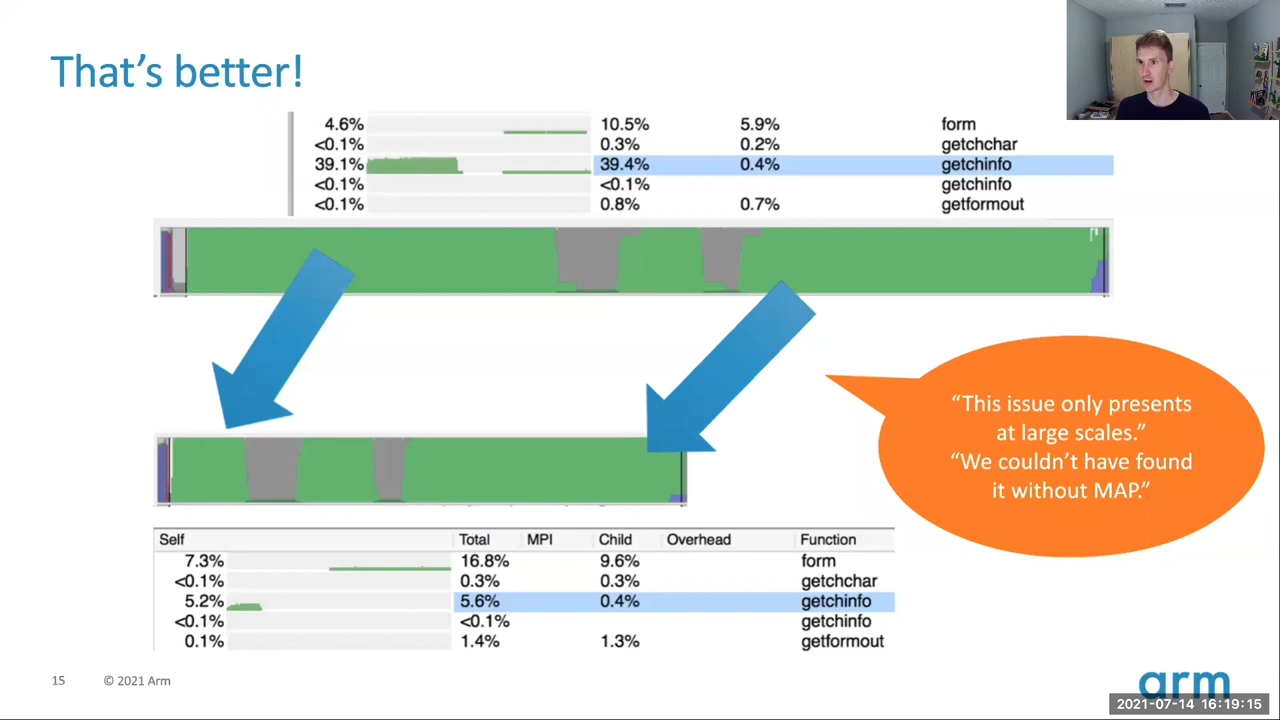 That's better!
4.6% 10.5% 5.9% form
<0.1% 0.3% 0.2% getchchar
39.1% 39.4% 0.4% getchinfo
<0.1% <0.1% getchinfo
<0.1% 0.8% 0.7% getformout
“This issue only presents
at large scales.”
“We couldn't have found
it without MAP.”
Self Total MPI Child Overhead Function
7.3% 16.8% 9.6% form
<0.1% 0.3% 0.3% getchchar
5.2% 5.6% 0.4% getchinfo
<0.1% <0.1% getchinfo
0.1% 1.4% 1.3% getformout
15 © 2021 Arm
arm
2021-07-14 16:19:15